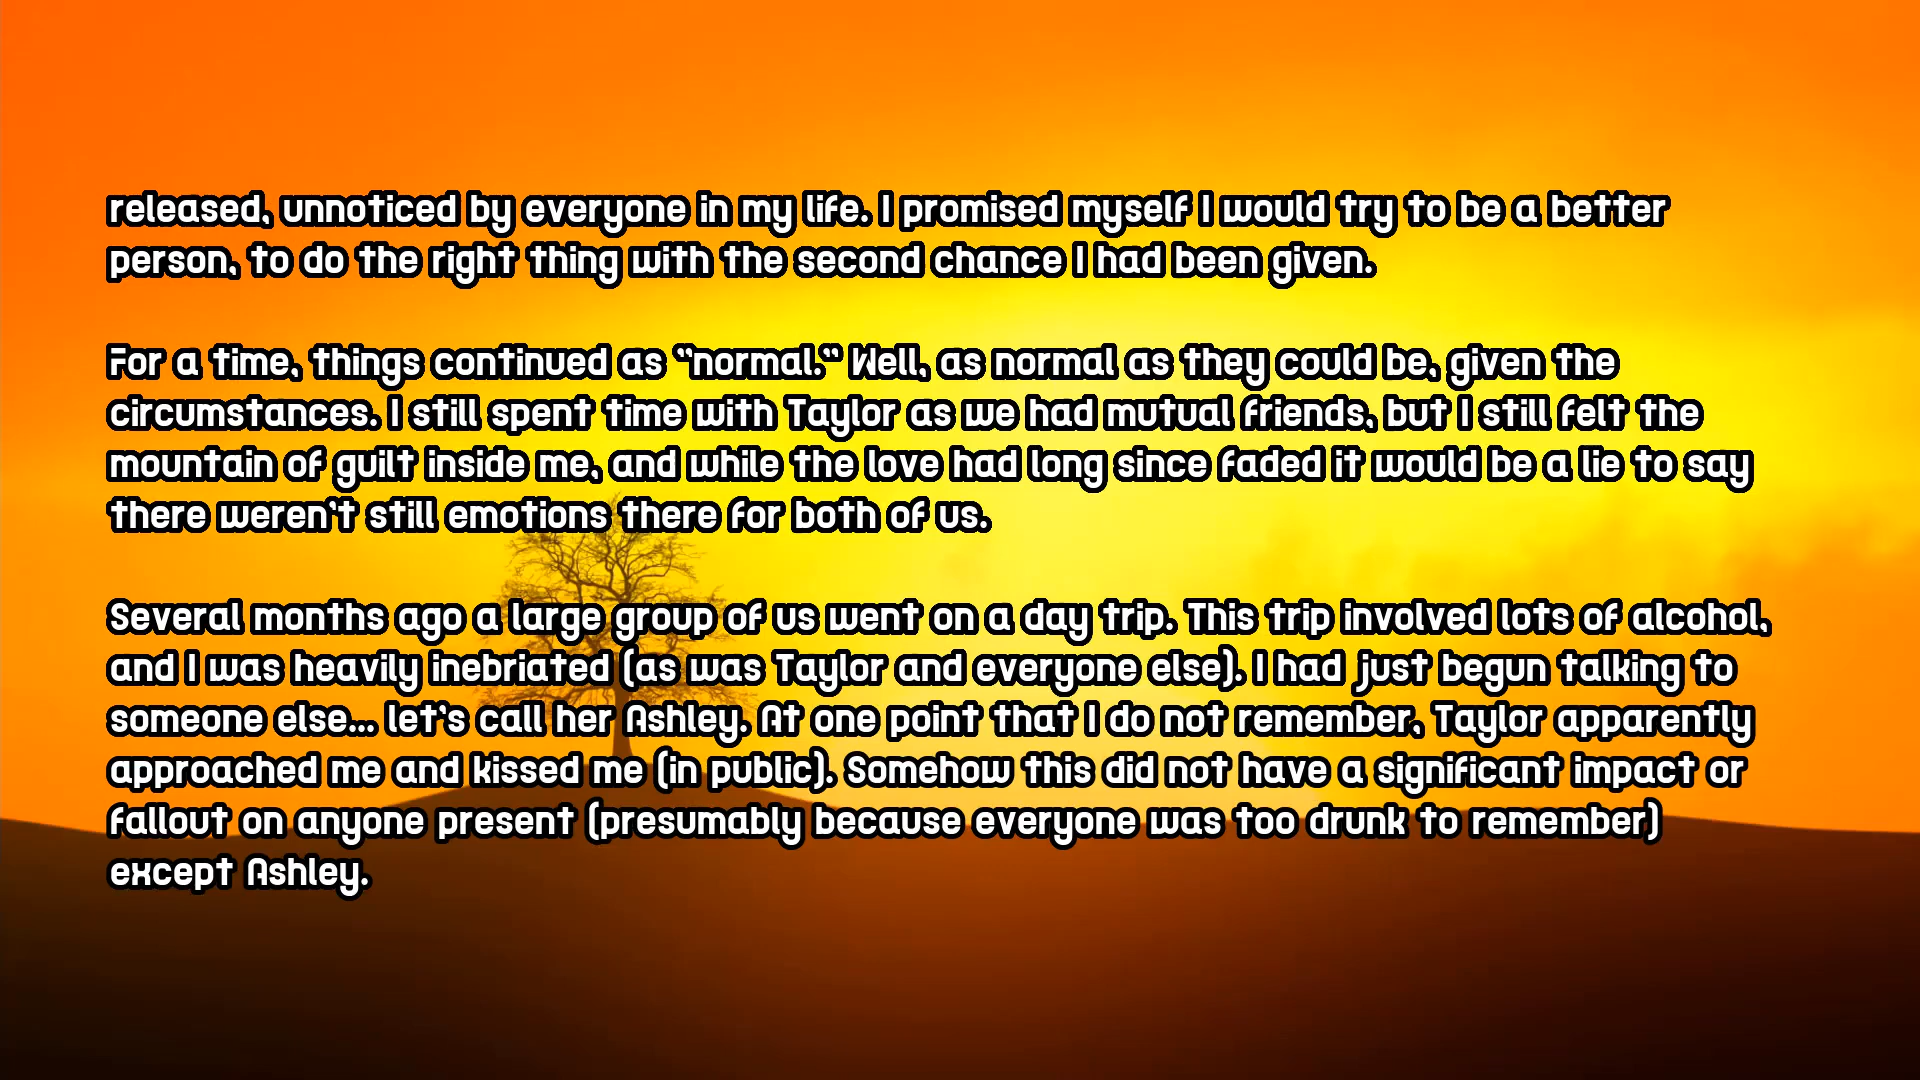 released, unnoticed by everyone in my life. I promised myself I would try to be a better
person, to do the right thing with the second chance I had been given.
For a time, things continued as "normal." Well, as normal as they could be, given the
circumstances. I still spent time with Taylor as we had mutual friends, but I still felt the
mountain of guilt inside me, and while the love had long since faded it would be a lie to say
there weren't still emotions there for both of us.
Several months ago a large group of us went on a day trip. This trip involved lots of alcohol,
and I was heavily inebriated (as was Taylor and everyone else). I had just begun talking to
someone else... let's call her Ashley. At one point that I do not remember, Taylor apparently
approached me and kissed me (in public). Somehow this did not have a significant impact or
fallout on anyone present (presumably because everyone was too drunk to remember)
except Ashley.